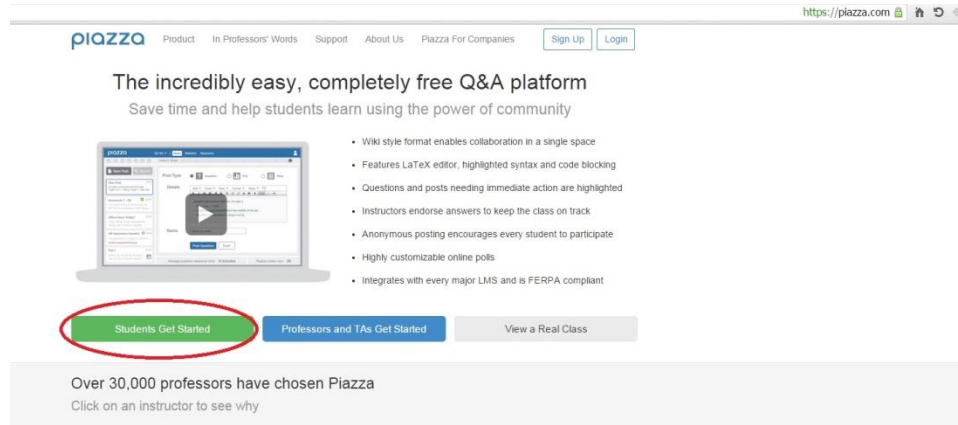 https://piazza.com
piazza Product In Professors' Words Support About Us Piazza For Companies Sign Up Login
The incredibly easy, completely free Q&A platform
Save time and help students learn using the power of community
• Wiki style format enables collaboration in a single space
• Features LaTeX editor, highlighted syntax and code blocking
• Questions and posts needing immediate action are highlighted
• Instructors endorse answers to keep the class on track
• Anonymous posting encourages every student to participate
• Highly customizable online polls
• Integrates with every major LMS and is FERPA compliant
piazza
Post Type
Details
Students Get Started Professors and TAs Get Started View a Real Class
Over 30,000 professors have chosen Piazza
Click on an instructor to see why